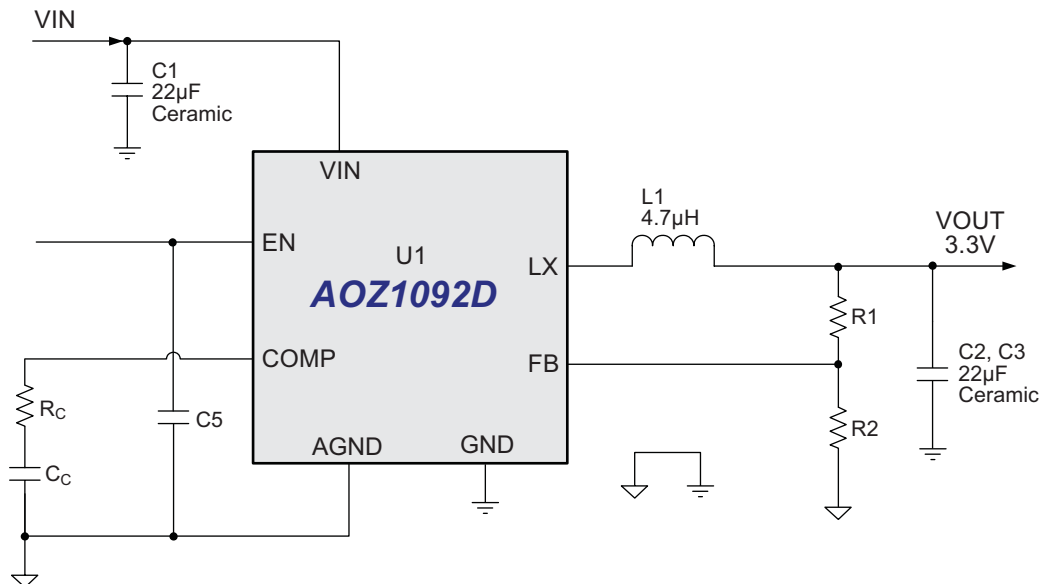 VIN
C1
22µF
Ceramic
VIN
EN
U1
AOZ1092D
LX
L1
4.7µH
VOUT
3.3V
R1
COMP
FB
C2, C3
22µF
Ceramic
RC
C5
R2
AGND
GND
CC